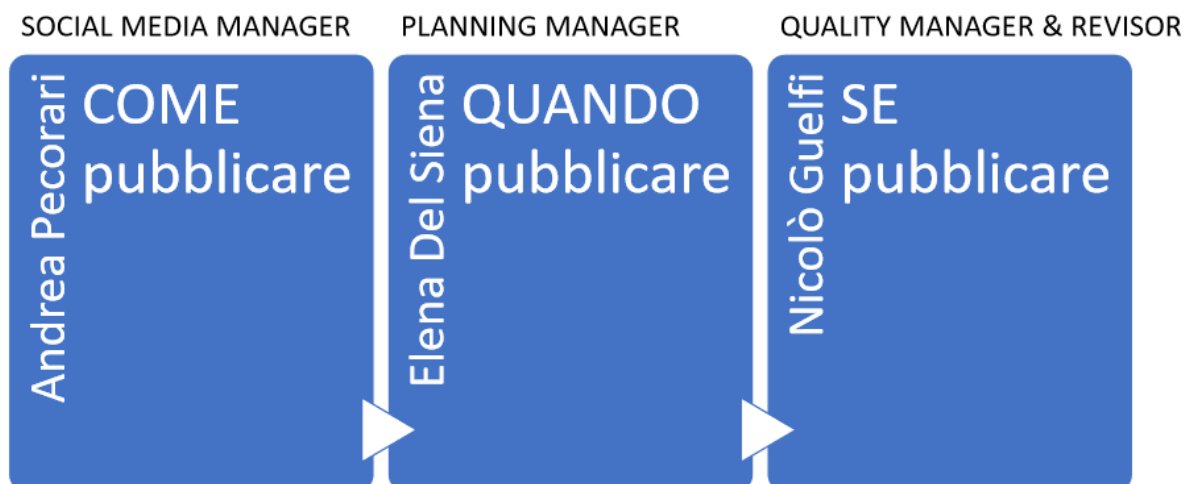 SOCIAL MEDIA MANAGER
Andrea Pecorari
COME
pubblicare
PLANNING MANAGER
Elena Del Siena
QUANDO
pubblicare
QUALITY MANAGER & REVISOR
Nicolò Guelfi
SE
pubblicare